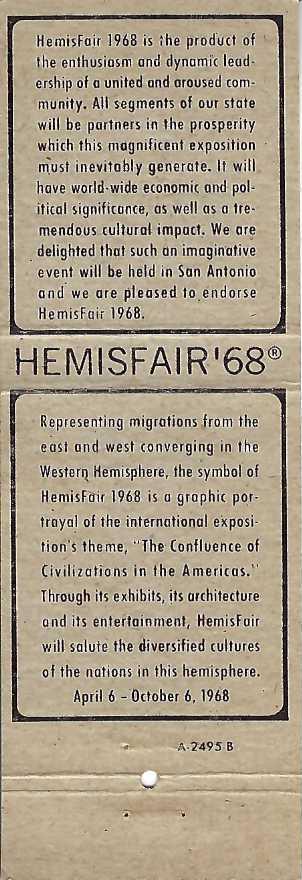 HemisFair 1968 is the product of
the enthusiasm and dynamic lead-
ership of a united and aroused com-
munity. All segments of our state
will be partners in the prosperity
which this magnificent exposition
must inevitably generate. It will
have world-wide economic and pol-
itical significance, as well as a tre-
mendous cultural impact. We are
delighted that such an imaginative
event will be held in San Antonio
and we are pleased to endorse
HemisFair 1968.
HEMISFAIR'68®
Representing migrations from the
east and west converging in the
Western Hemisphere, the symbol of
HemisFair 1968 is a graphic por-
trayal of the international exposi-
tion's theme, "The Confluence of
Civilizations in the Americas."
Through its exhibits, its architecture
and its entertainment, HemisFair
will salute the diversified cultures
of the nations in this hemisphere.
April 6 – October 6, 1968
A-2495 B